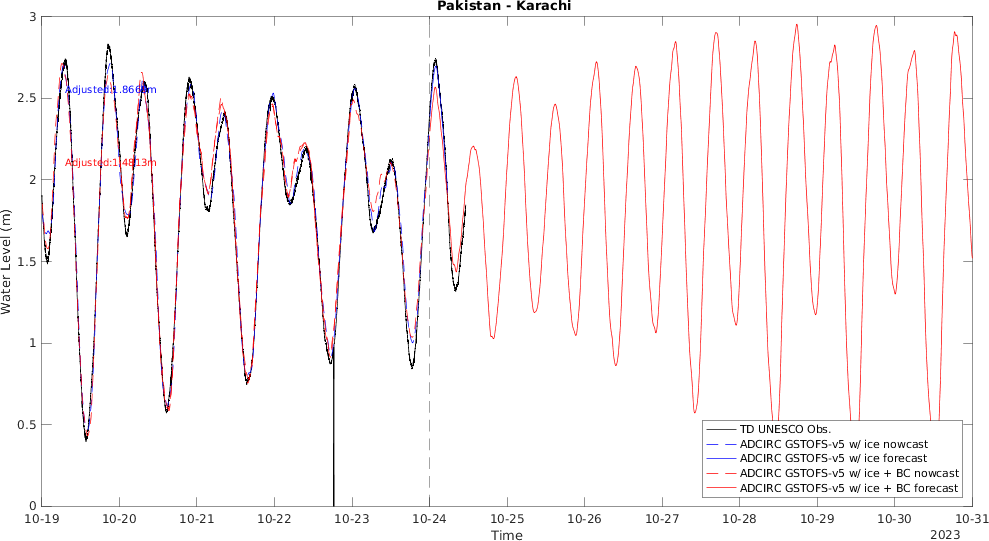 Pakistan - Karachi
3
2.5
2
1.5
1
0.5
0
Water Level (m)
Adjusted:1.4813m
TD UNESCO Obs.
ADCIRC GSTOFS-v5 w/ ice nowcast
ADCIRC GSTOFS-v5 w/ ice forecast
ADCIRC GSTOFS-v5 w/ ice + BC nowcast
ADCIRC GSTOFS-v5 w/ ice + BC forecast
10-19 10-20 10-21 10-22 10-23 10-24 10-25 10-26 10-27 10-28 10-29 10-30 10-31
Time
2023